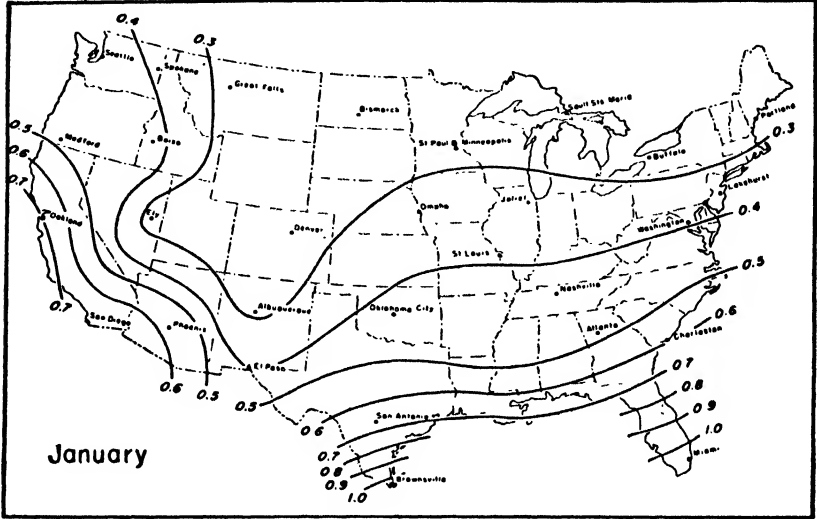 0.4
0.3
Seattle
Spokane
Great Falls
Bismarck
Sault Ste Marie
Portland
0.5
Medford
Boise
St Paul Minneapolis
Buffalo
0.3
0.6
0.7
Ely
Omaha
Joliet
Lakehurst
Oakland
Denver
Washington
0.4
St Louis
0.5
0.7
San Diego
Phoenix
Albuquerque
Oklahoma City
Nashville
Atlanta
0.6
Charleston
El Paso
0.6
0.5
0.5
0.7
0.8
San Antonio
0.6
0.9
0.7
1.0
January
0.8
Miami
0.9
Brownsville
1.0